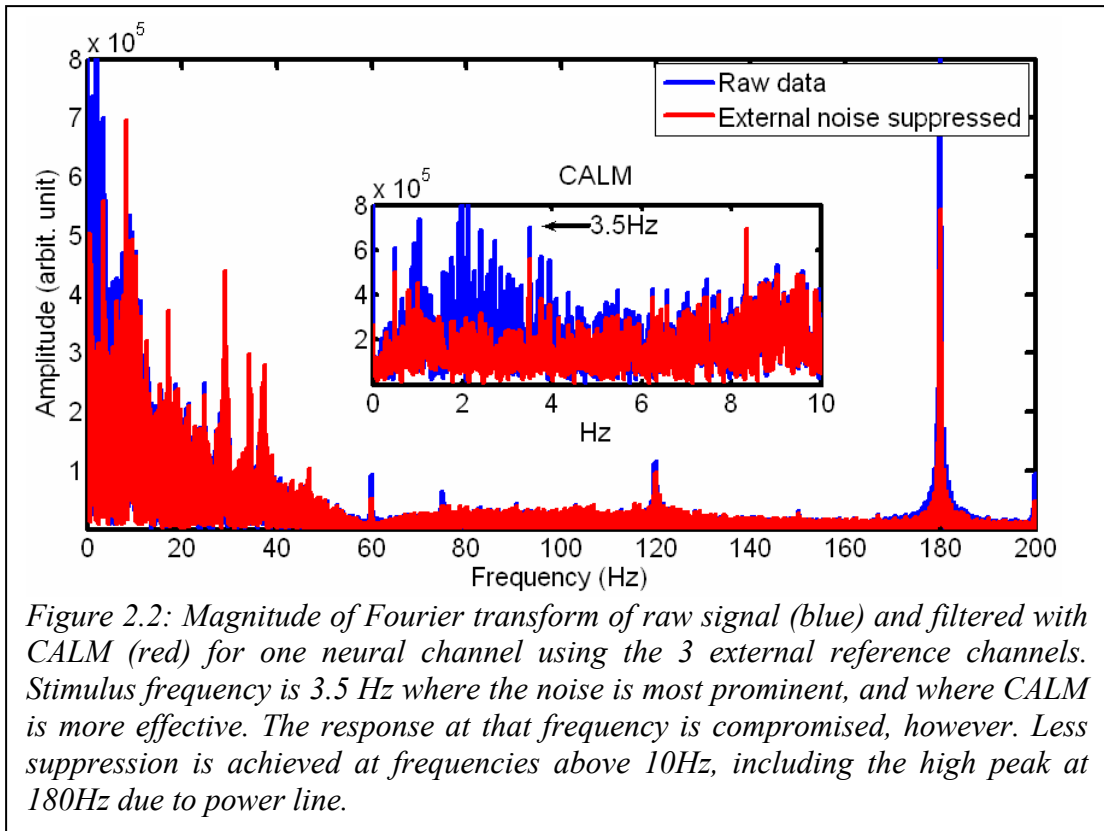 x 10^5
8
7
6
5
4
3
2
1
Amplitude (arbit. unit)
Raw data
External noise suppressed
CALM
x 10^5
8
6
4
2
3.5Hz
0 2 4 6 8 10
Hz
0 20 40 60 80 100 120 140 160 180 200
Frequency (Hz)
Figure 2.2: Magnitude of Fourier transform of raw signal (blue) and filtered with
CALM (red) for one neural channel using the 3 external reference channels.
Stimulus frequency is 3.5 Hz where the noise is most prominent, and where CALM
is more effective. The response at that frequency is compromised, however. Less
suppression is achieved at frequencies above 10Hz, including the high peak at
180Hz due to power line.